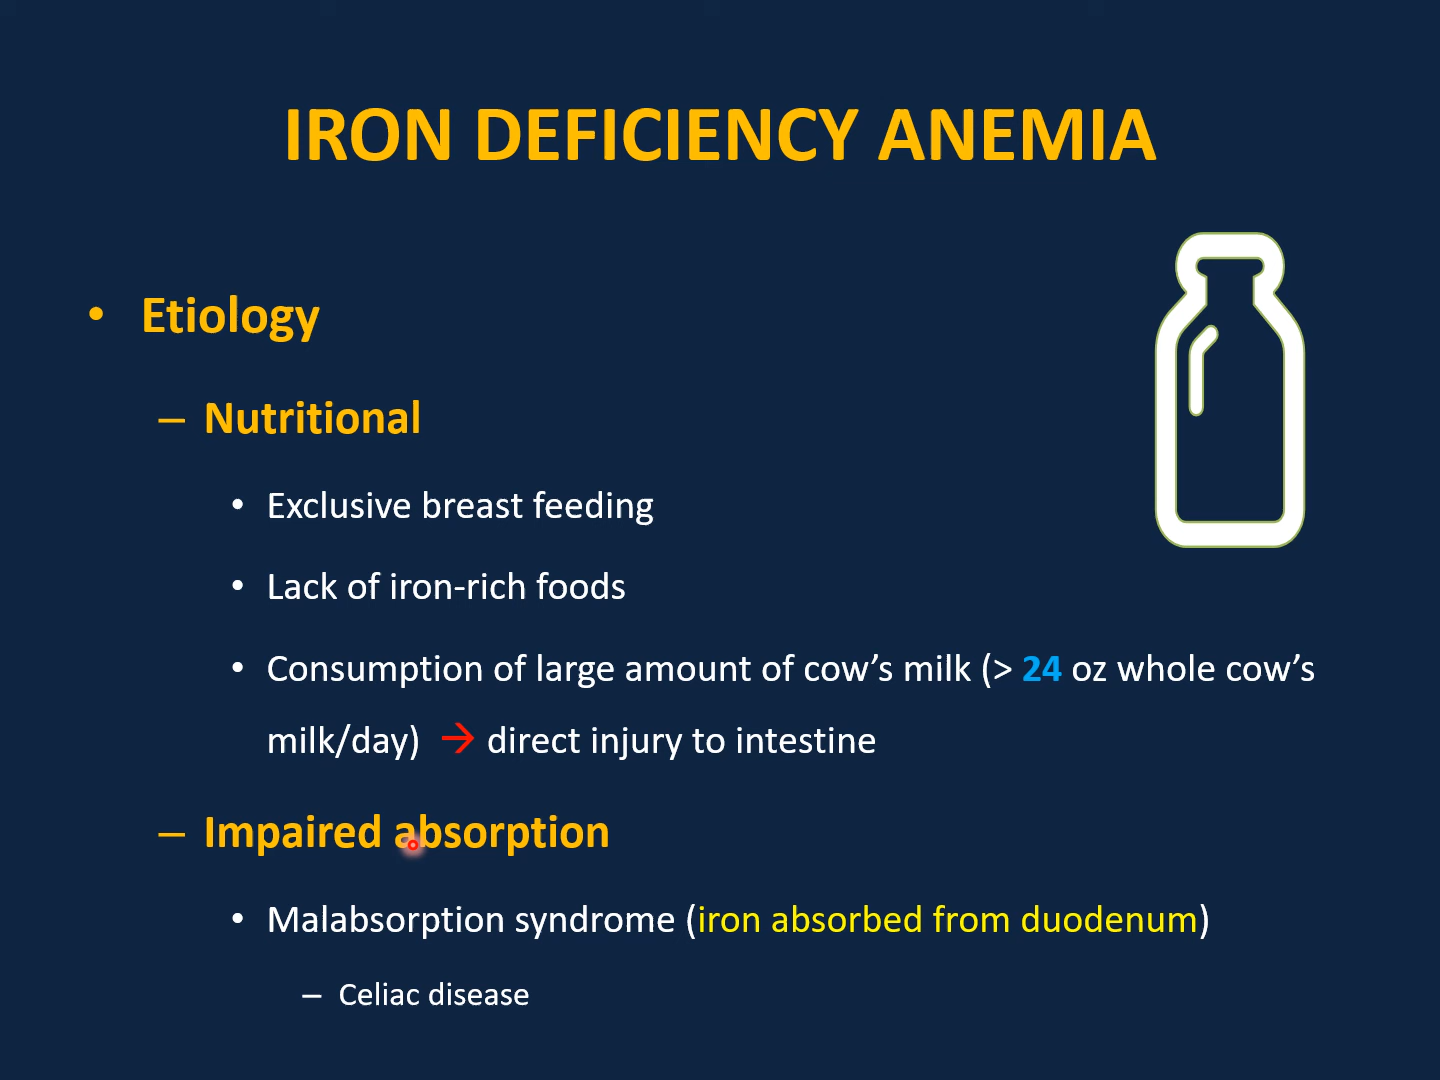 IRON DEFICIENCY ANEMIA
• Etiology
– Nutritional
• Exclusive breast feeding
• Lack of iron-rich foods
• Consumption of large amount of cow’s milk (> 24 oz whole cow’s
milk/day) → direct injury to intestine
– Impaired absorption
• Malabsorption syndrome (iron absorbed from duodenum)
– Celiac disease